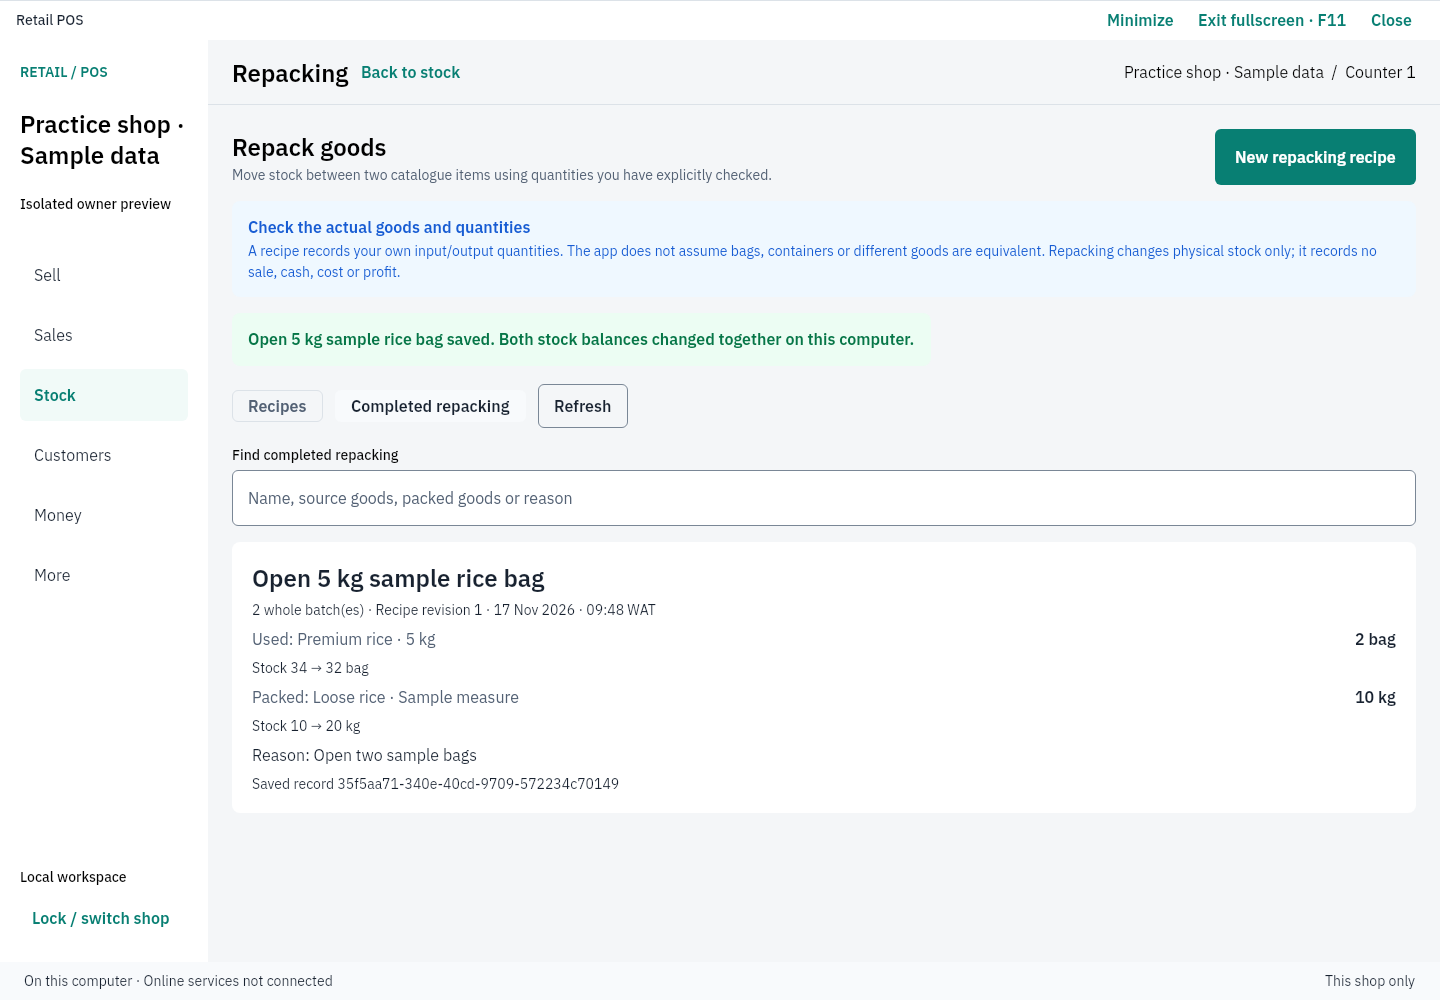 Retail POS
Minimize
Exit fullscreen · F11
Close
RETAIL / POS
Practice shop ·
Sample data
Isolated owner preview
Sell
Sales
Stock
Customers
Money
More
Local workspace
Lock / switch shop
Repacking
Back to stock
Practice shop · Sample data / Counter 1
Repack goods
Move stock between two catalogue items using quantities you have explicitly checked.
New repacking recipe
Check the actual goods and quantities
A recipe records your own input/output quantities. The app does not assume bags, containers or different goods are equivalent. Repacking changes physical stock only; it records no
sale, cash, cost or profit.
Open 5 kg sample rice bag saved. Both stock balances changed together on this computer.
Recipes
Completed repacking
Refresh
Find completed repacking
Name, source goods, packed goods or reason
Open 5 kg sample rice bag
2 whole batch(es) · Recipe revision 1 · 17 Nov 2026 · 09:48 WAT
Used: Premium rice · 5 kg
2 bag
Stock 34 → 32 bag
Packed: Loose rice · Sample measure
10 kg
Stock 10 → 20 kg
Reason: Open two sample bags
Saved record 35f5aa71-340e-40cd-9709-572234c70149
On this computer · Online services not connected
This shop only